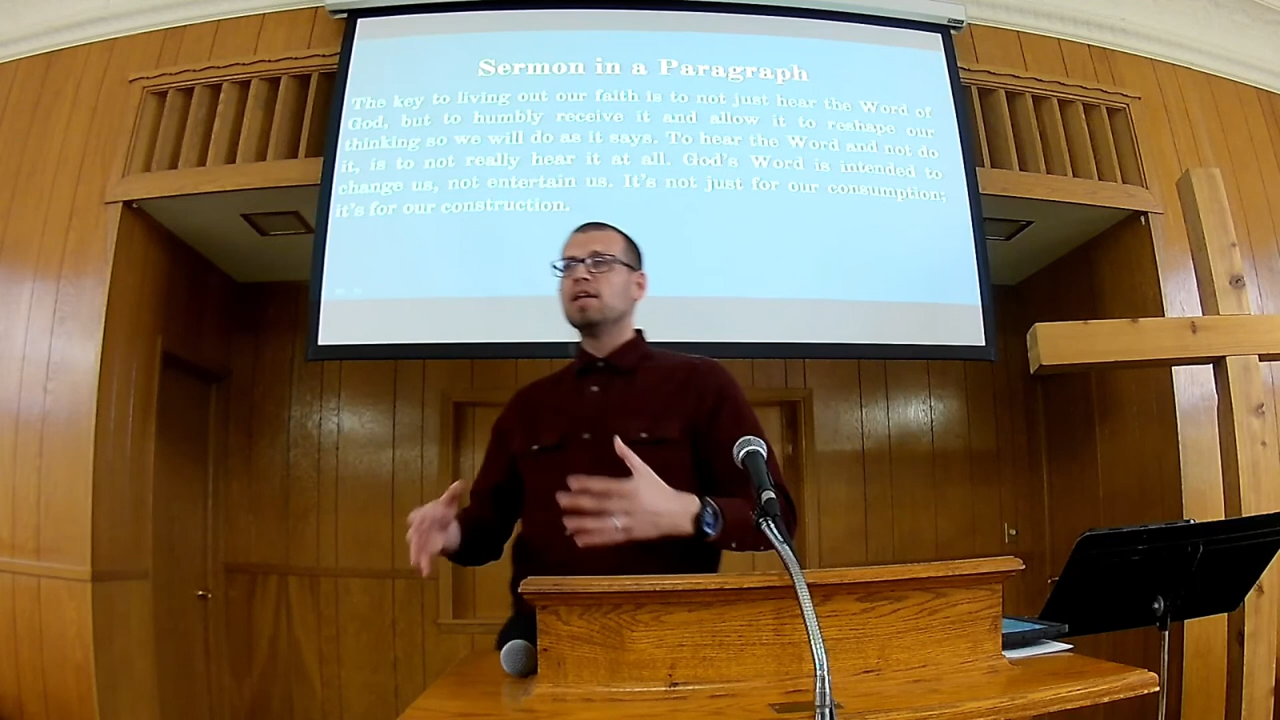 Sermon in a Paragraph
The key to living out our faith is to not just hear the Word of
God, but to humbly receive it and allow it to reshape our
thinking so we will do as it says. To hear the Word and not do
it, is to not really hear it at all. God's Word is intended to
change us, not entertain us. It's not just for our consumption;
it's for our construction.